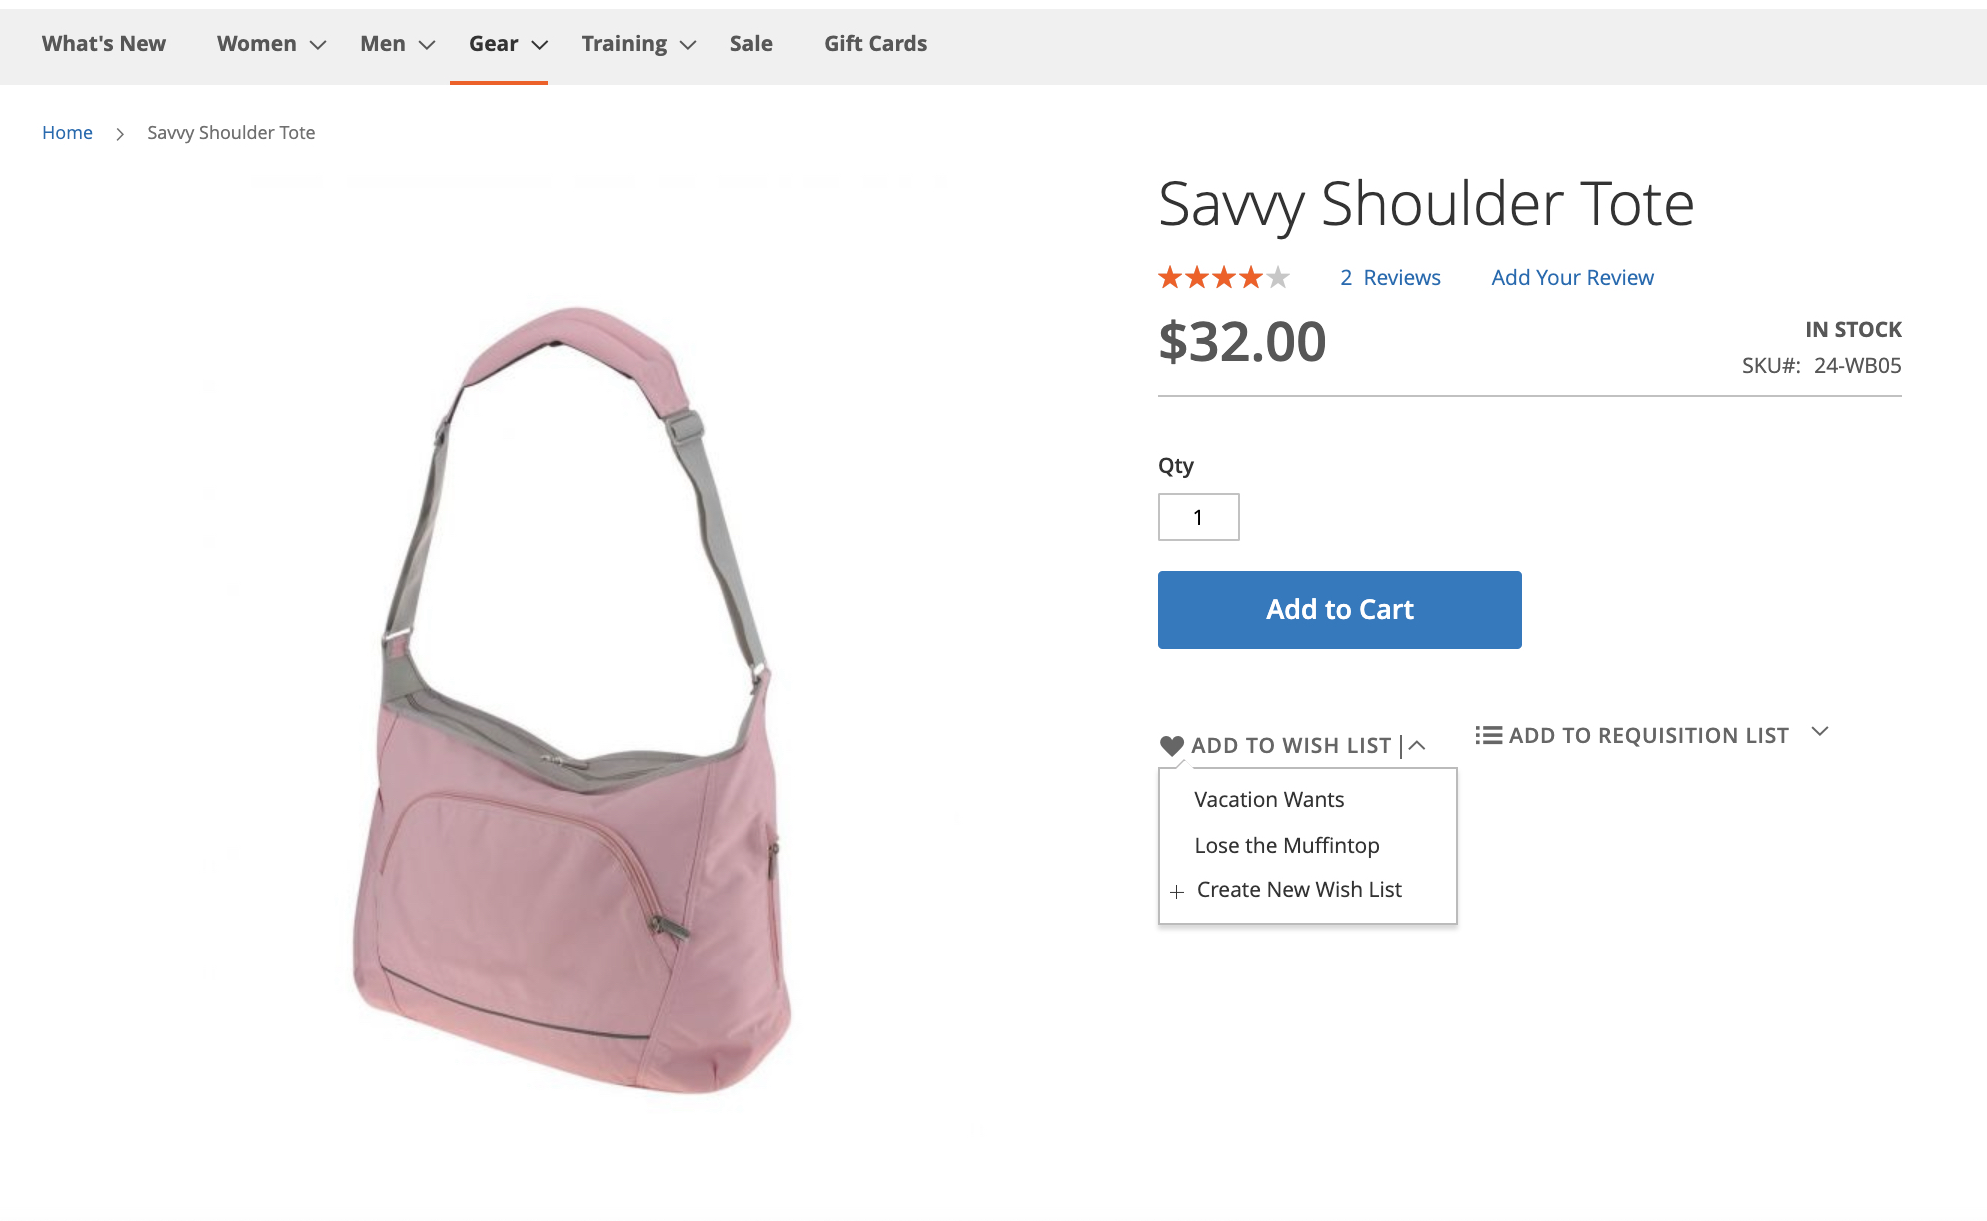 What's New Women Men Gear Training Sale Gift Cards
Home Savvy Shoulder Tote
Savvy Shoulder Tote
2 Reviews Add Your Review
$32.00
IN STOCK
SKU#: 24-WB05
Qty
1
Add to Cart
ADD TO WISH LIST |
ADD TO REQUISITION LIST
Vacation Wants
Lose the Muffintop
+ Create New Wish List